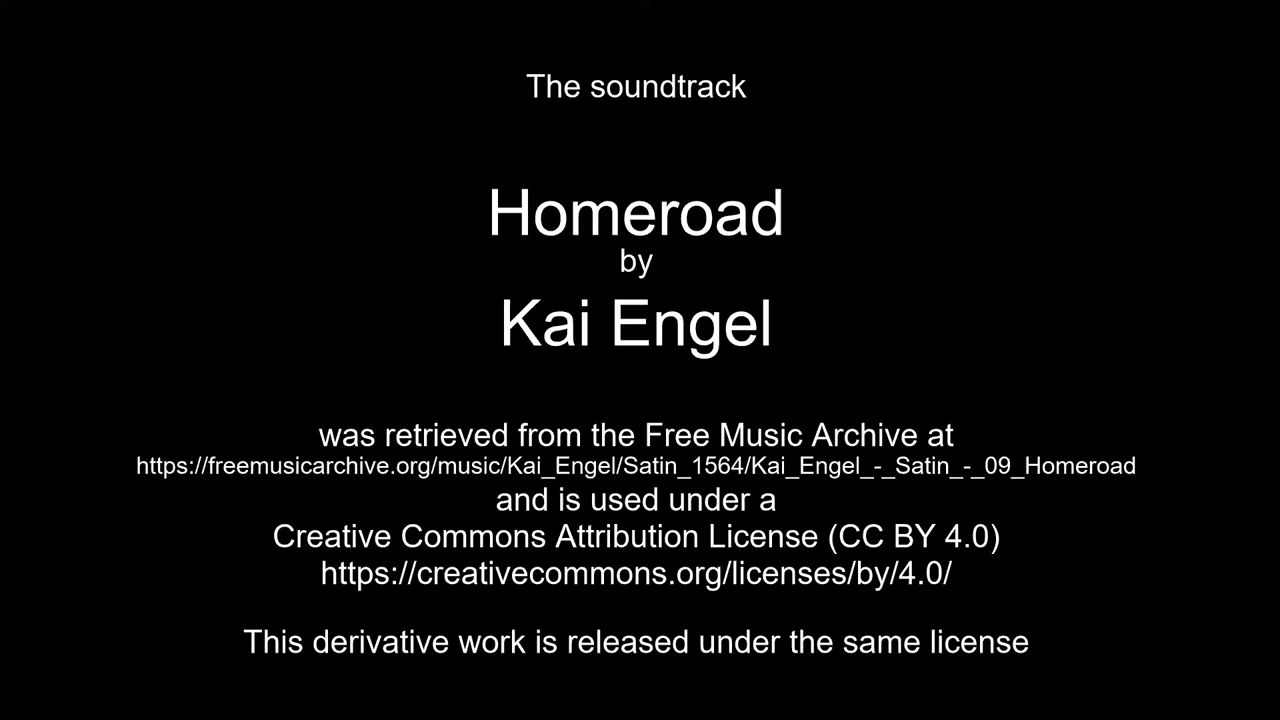 The soundtrack
Homeroad
by
Kai Engel
was retrieved from the Free Music Archive at
https://freemusicarchive.org/music/Kai_Engel/Satin_1564/Kai_Engel_-_Satin_-_09_Homeroad
and is used under a
Creative Commons Attribution License (CC BY 4.0)
https://creativecommons.org/licenses/by/4.0/
This derivative work is released under the same license